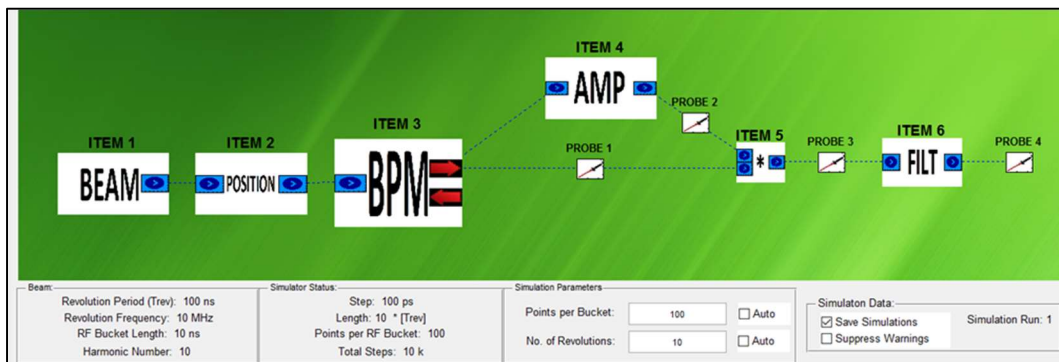 ITEM 4
AMP
PROBE 2
ITEM 1
ITEM 2
ITEM 3
PROBE 1
ITEM 5
PROBE 3
ITEM 6
PROBE 4
BEAM
POSITION
BPM
*
FILT
Beam:
Revolution Period (Trev): 100 ns
Revolution Frequency: 10 MHz
RF Bucket Length: 10 ns
Harmonic Number: 10
Simulator Status:
Step: 100 ps
Length: 10 * [Trev]
Points per RF Bucket: 100
Total Steps: 10 k
Simulation Parameters
Points per Bucket: 100 Auto
No. of Revolutions: 10 Auto
Simulaton Data:
Save Simulations
Simulation Run: 1
Suppress Warnings